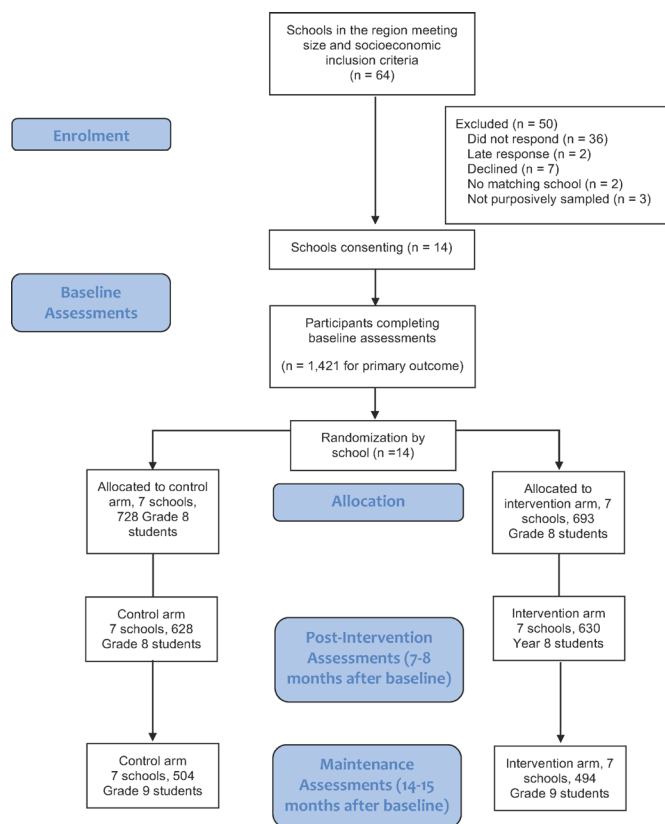 Schools in the region meeting
size and socioeconomic
inclusion criteria
(n = 64)
Enrolment
Excluded (n = 50)
Did not respond (n = 36)
Late response (n = 2)
Declined (n = 7)
No matching school (n = 2)
Not purposively sampled (n = 3)
Schools consenting (n = 14)
Baseline
Assessments
Participants completing
baseline assessments
(n = 1,421 for primary outcome)
Randomization by
school (n =14)
Allocated to control
arm, 7 schools,
728 Grade 8
students
Allocation
Allocated to
intervention arm, 7
schools, 693
Grade 8 students
Control arm
7 schools, 628
Grade 8 students
Post-Intervention
Assessments (7-8
months after baseline)
Intervention arm
7 schools, 630
Year 8 students
Control arm
7 schools, 504
Grade 9 students
Maintenance
Assessments (14-15
months after baseline)
Intervention arm, 7
schools, 494
Grade 9 students